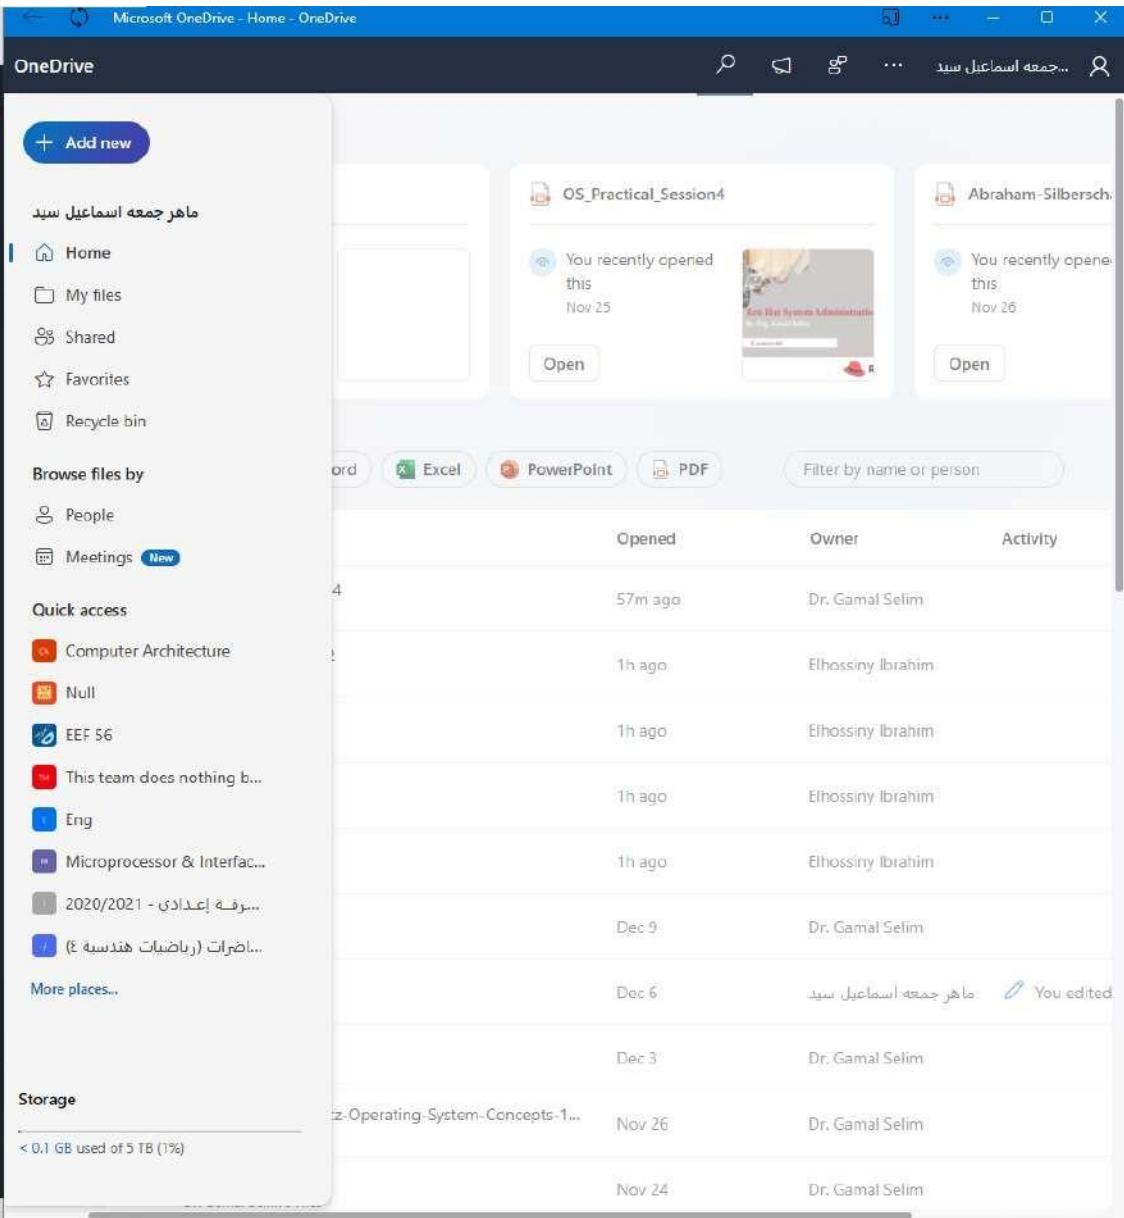 Microsoft OneDrive - Home - OneDrive
OneDrive
جمعه اسماعيل سيد...
Add new
ماهر جمعه اسماعيل سيد
Home
My files
Shared
Favorites
Recycle bin
Browse files by
People
Meetings New
Quick access
Computer Architecture
Null
EEF 56
This team does nothing b...
Eng
Microprocessor & Interfac...
...رفــة إعـدادى - 2020/2021
...اضرات (رياضيات هندسية ٤)
More places...
Storage
< 0.1 GB used of 5 TB (1%)
OS_Practical_Session4
You recently opened
this
Nov 25
Open
Red Hat System Administratio
Abraham-Silbersch
You recently opene
this
Nov 26
Open
ord
Excel
PowerPoint
PDF
Filter by name or person
Opened Owner Activity
4
57m ago Dr. Gamal Selim
1h ago Elhossiny Ibrahim
1h ago Elhossiny Ibrahim
1h ago Elhossiny Ibrahim
1h ago Elhossiny Ibrahim
Dec 9 Dr. Gamal Selim
Dec 6 ماهر جمعه اسماعيل سيد You edited
Dec 3 Dr. Gamal Selim
tz-Operating-System-Concepts-1... Nov 26 Dr. Gamal Selim
Nov 24 Dr. Gamal Selim